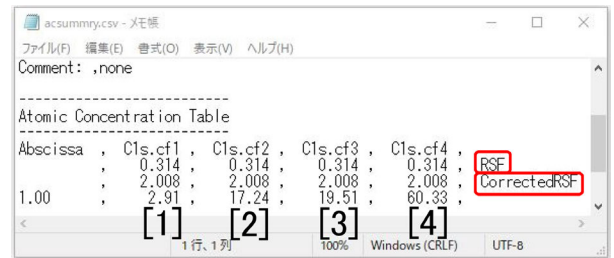 acsummry.csv - メモ帳
ファイル(F) 編集(E) 書式(O) 表示(V) ヘルプ(H)
Comment: ,none
------------------------------
Atomic Concentration Table
------------------------------
Abscissa , C1s.cf1 , C1s.cf2 , C1s.cf3 , C1s.cf4 ,
, 0.314 , 0.314 , 0.314 , 0.314 , RSF
, 2.008 , 2.008 , 2.008 , 2.008 , CorrectedRSF
1.00 , 2.91 , 17.24 , 19.51 , 60.33 ,
[1] [2] [3] [4]
1 行、1 列 100% Windows (CRLF) UTF-8